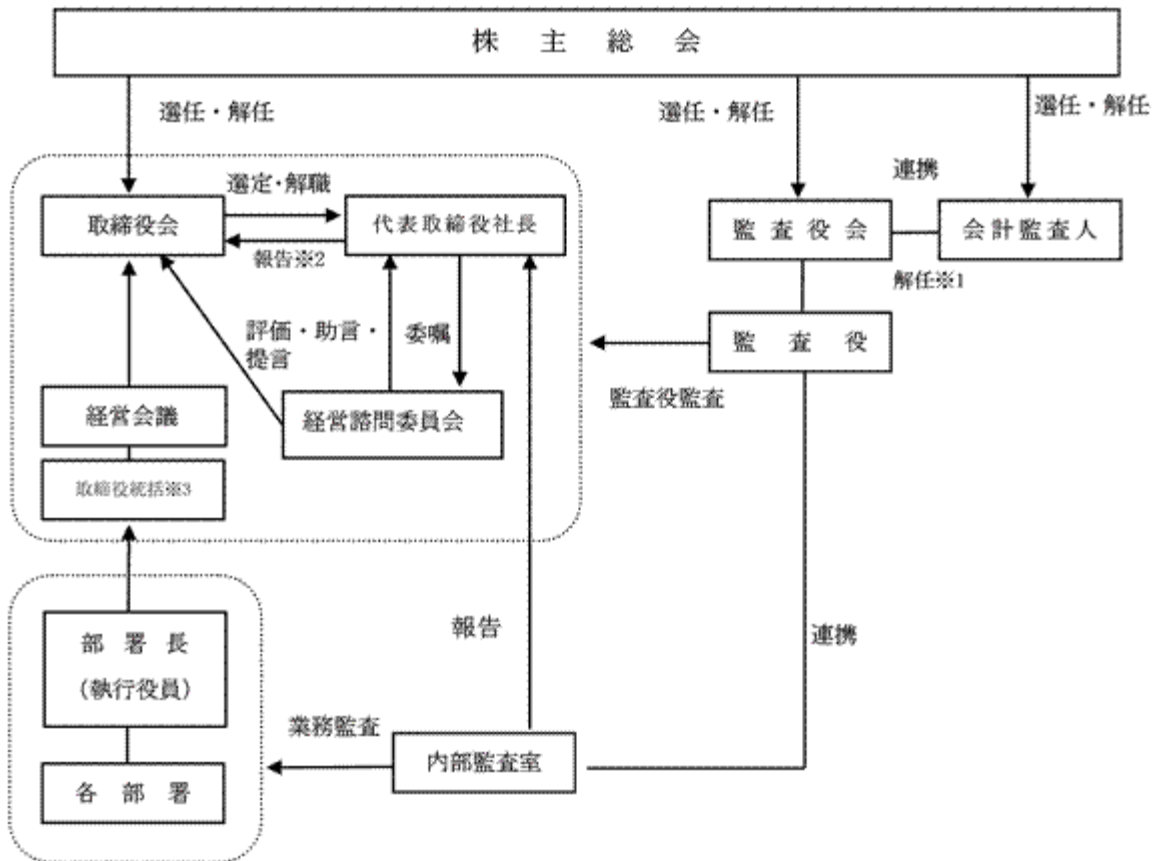 株主総会
選任・解任
選任・解任
選任・解任
取締役会
選定・解職
代表取締役社長
報告※2
監査役会
連携
会計監査人
解任※1
評価・助言・
提言
委嘱
監査役
監査役監査
経営会議
経営諮問委員会
取締役統括※3
部署長
（執行役員）
各部署
業務監査
内部監査室
報告
連携